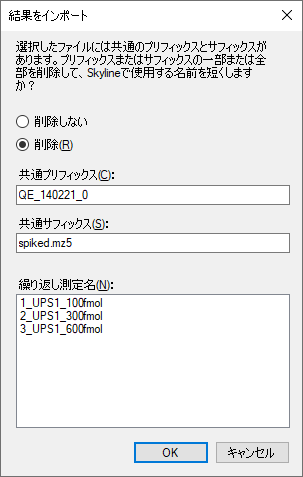 結果をインポート
選択したファイルには共通のプリフィックスとサフィックスが
あります。プリフィックスまたはサフィックスの一部または全
部を削除して、Skylineで使用する名前を短くします
か？
削除しない
削除(R)
共通プリフィックス(C):
QE_140221_0
共通サフィックス(S):
spiked.mz5
繰り返し測定名(N):
1_UPS1_100fmol
2_UPS1_300fmol
3_UPS1_600fmol
OK
キャンセル